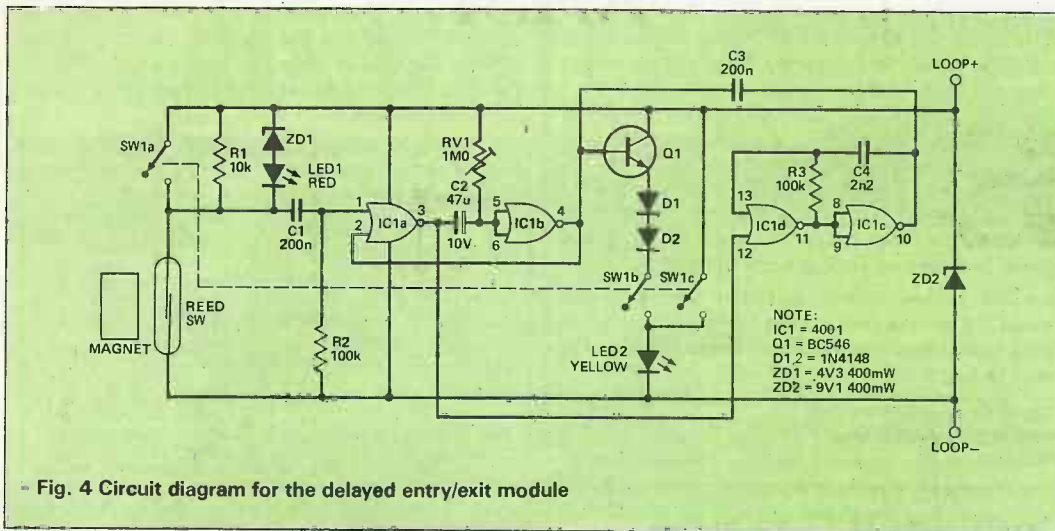 C3
200n
LOOP+
SW1a
R1
10k
ZD1
LED1
RED
RV1
1M0
C2
47u
10V
C1
200n
1
2
IC1a
3
5
6
IC1b
4
Q1
D1
D2
SW1b
SW1c
R3
100k
C4
2n2
13
12
IC1d
11
8
9
IC1c
10
ZD2
REED
SW
MAGNET
R2
100k
LED2
YELLOW
NOTE:
IC1 = 4001
Q1 = BC546
D1,2 = 1N4148
ZD1 = 4V3 400mW
ZD2 = 9V1 400mW
LOOP–
Fig. 4 Circuit diagram for the delayed entry/exit module